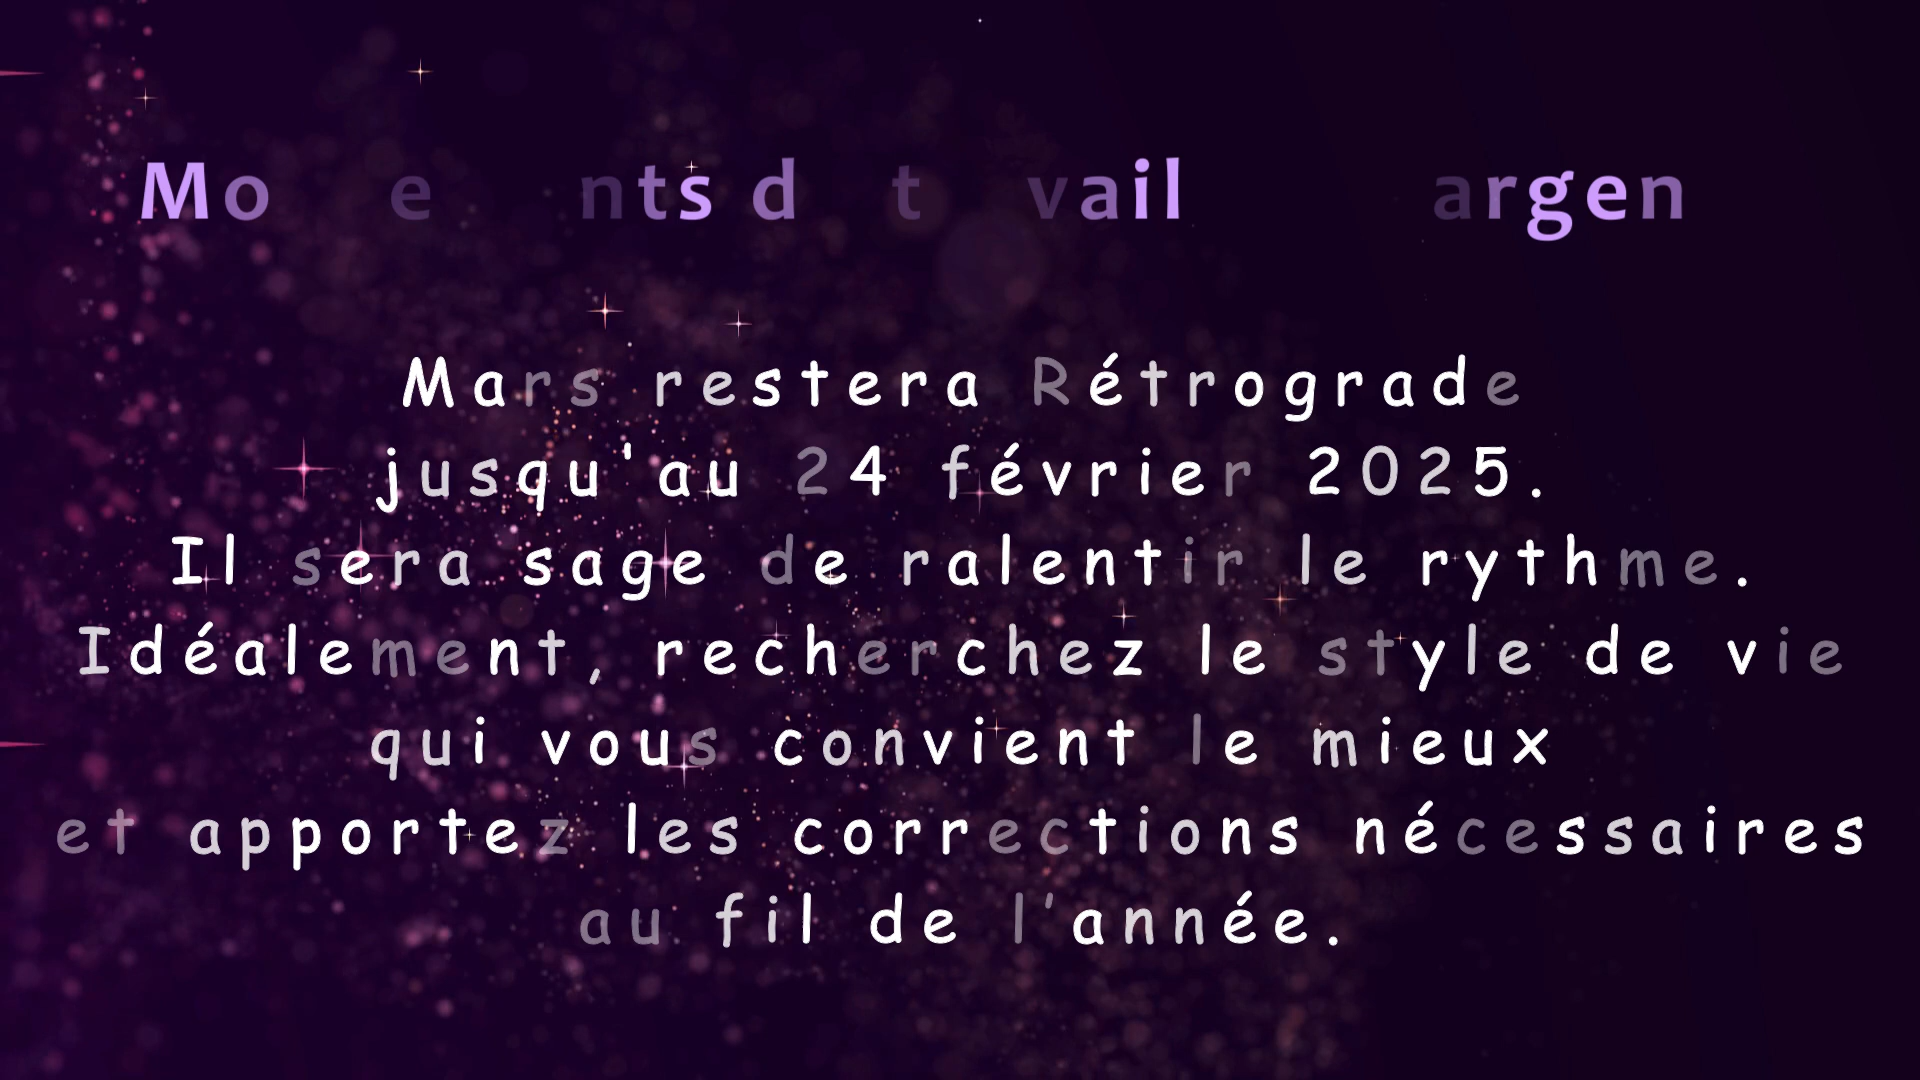 Mars restera Rétrograde
jusqu'au 24 février 2025.
Il sera sage de ralentir le rythme.
Idéalement, recherchez le style de vie
qui vous convient le mieux
et apportez les corrections nécessaires
au fil de l'année.